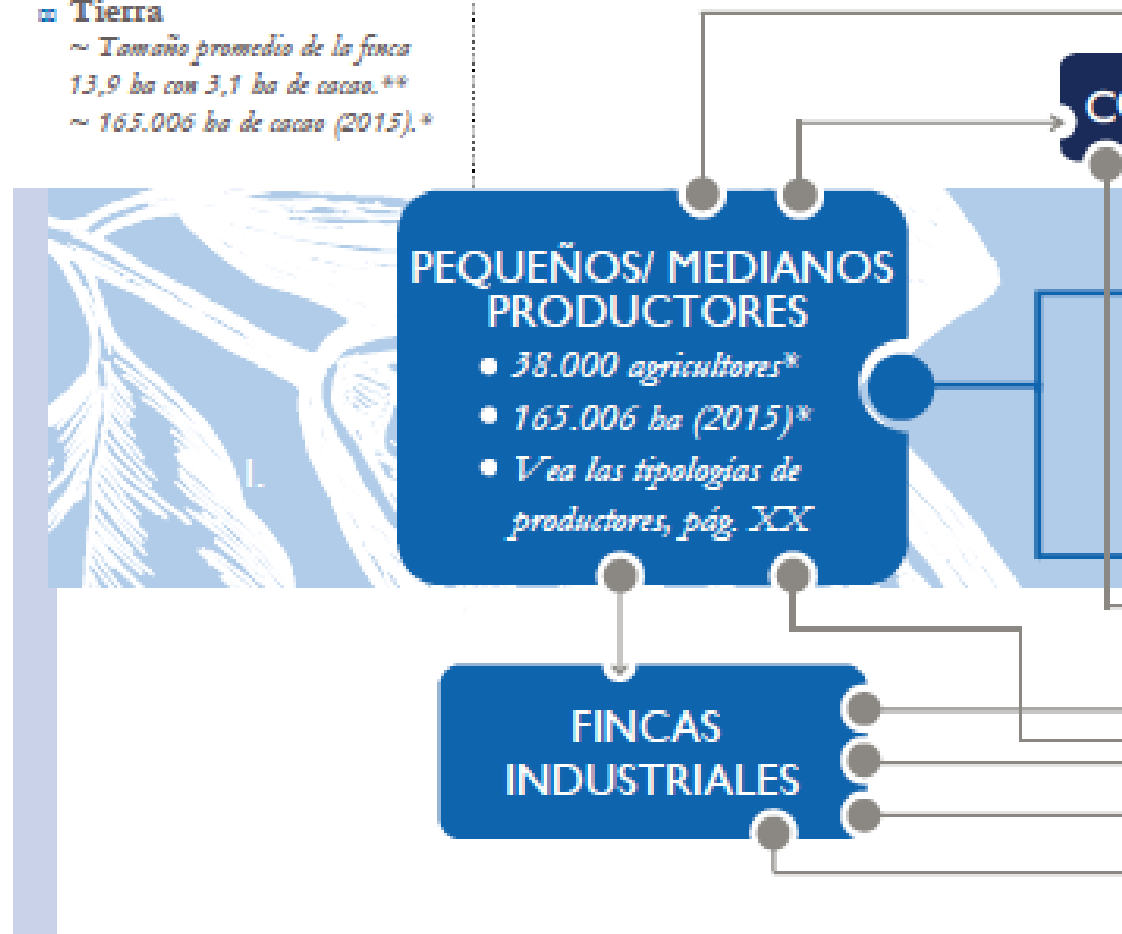 Tierra
~ Tamaño promedio de la finca
13,9 ha con 3,1 ha de cacao.**
~ 165.006 ha de cacao (2015).*
CO
PEQUEÑOS/ MEDIANOS
PRODUCTORES
• 38.000 agricultores*
• 165.006 ha (2015)*
• Vea las tipologías de
productores, pág. XX
I.
FINCAS
INDUSTRIALES